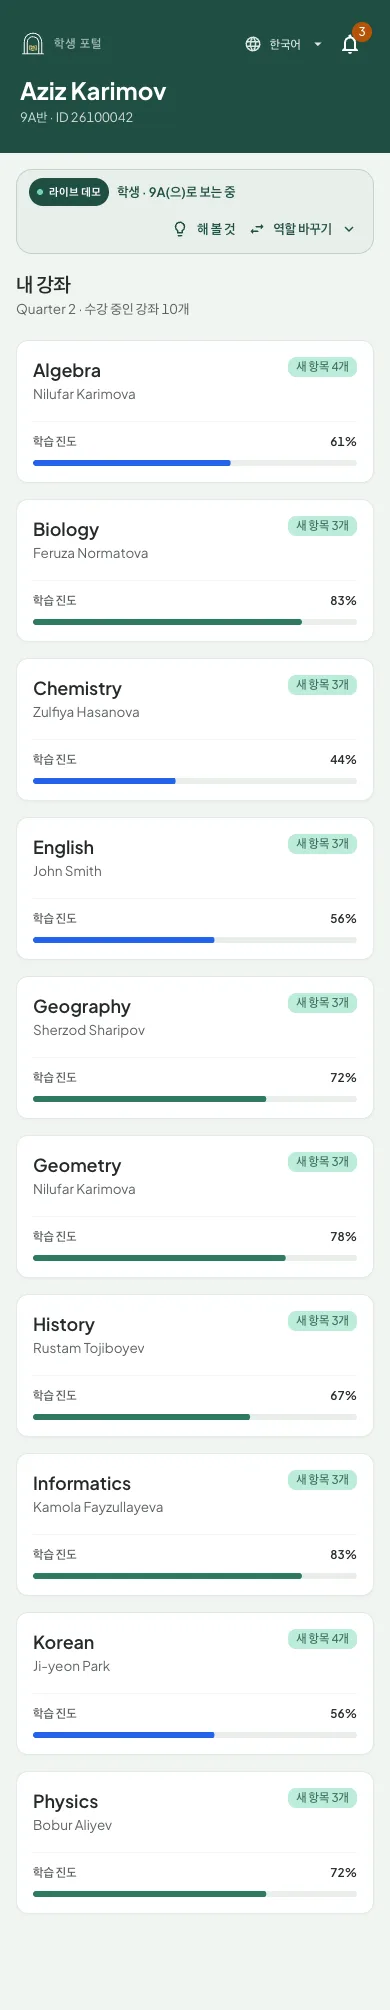 학생 포털
한국어
3
Aziz Karimov
9A반 · ID 26100042
라이브 데모
학생 · 9A(으)로 보는 중
해 볼 것
역할 바꾸기
내 강좌
Quarter 2 · 수강 중인 강좌 10개
Algebra
새 항목 4개
Nilufar Karimova
학습 진도
61%
Biology
새 항목 3개
Feruza Normatova
학습 진도
83%
Chemistry
새 항목 3개
Zulfiya Hasanova
학습 진도
44%
English
새 항목 3개
John Smith
학습 진도
56%
Geography
새 항목 3개
Sherzod Sharipov
학습 진도
72%
Geometry
새 항목 3개
Nilufar Karimova
학습 진도
78%
History
새 항목 3개
Rustam Tojiboyev
학습 진도
67%
Informatics
새 항목 3개
Kamola Fayzullayeva
학습 진도
83%
Korean
새 항목 4개
Ji-yeon Park
학습 진도
56%
Physics
새 항목 3개
Bobur Aliyev
학습 진도
72%